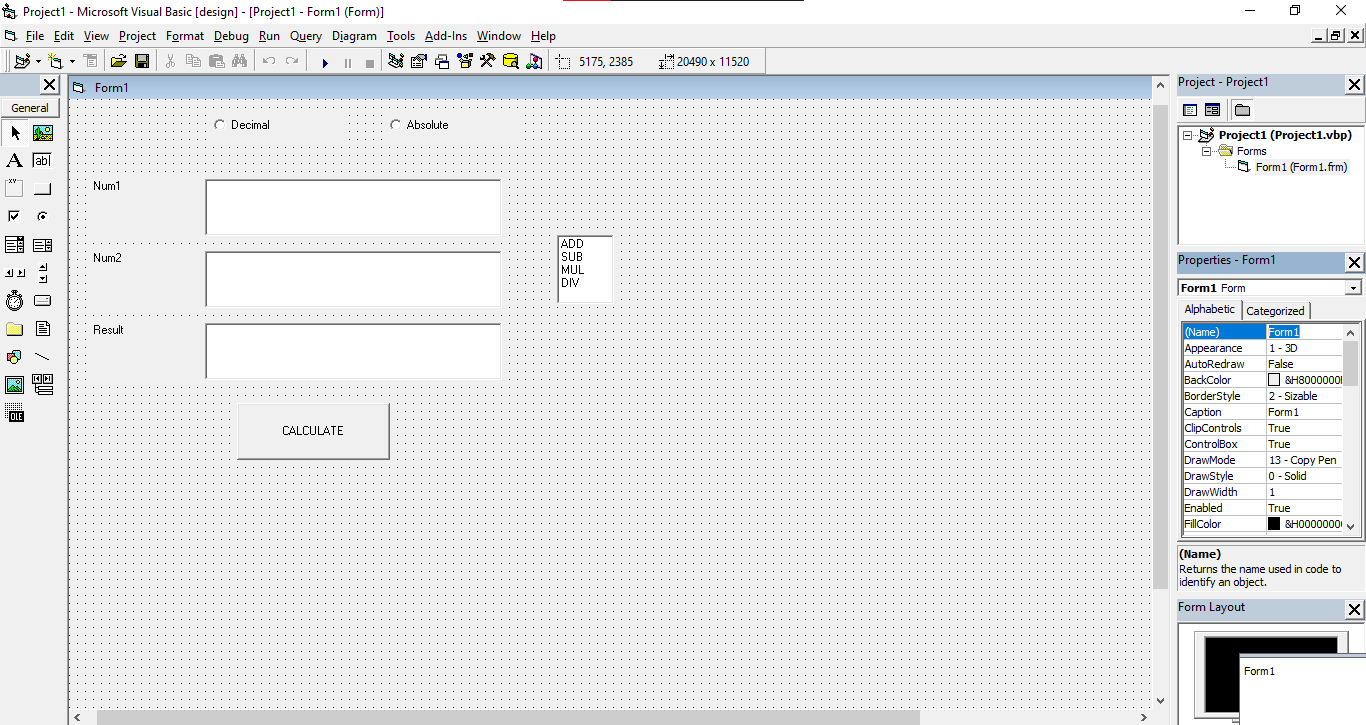 Project1 - Microsoft Visual Basic [design] - [Project1 - Form1 (Form)]
File Edit View Project Format Debug Run Query Diagram Tools Add-Ins Window Help
5175, 2385 20490 x 11520
General
A ab|
xy
OLE
Form1
Decimal Absolute
Num1
Num2
Result
ADD
SUB
MUL
DIV
CALCULATE
Project - Project1
Project1 (Project1.vbp)
Forms
Form1 (Form1.frm)
Properties - Form1
Form1 Form
Alphabetic Categorized
(Name) Form1
Appearance 1 - 3D
AutoRedraw False
BackColor &H8000000
BorderStyle 2 - Sizable
Caption Form1
ClipControls True
ControlBox True
DrawMode 13 - Copy Pen
DrawStyle 0 - Solid
DrawWidth 1
Enabled True
FillColor &H0000000
(Name)
Returns the name used in code to
identify an object.
Form Layout
Form1